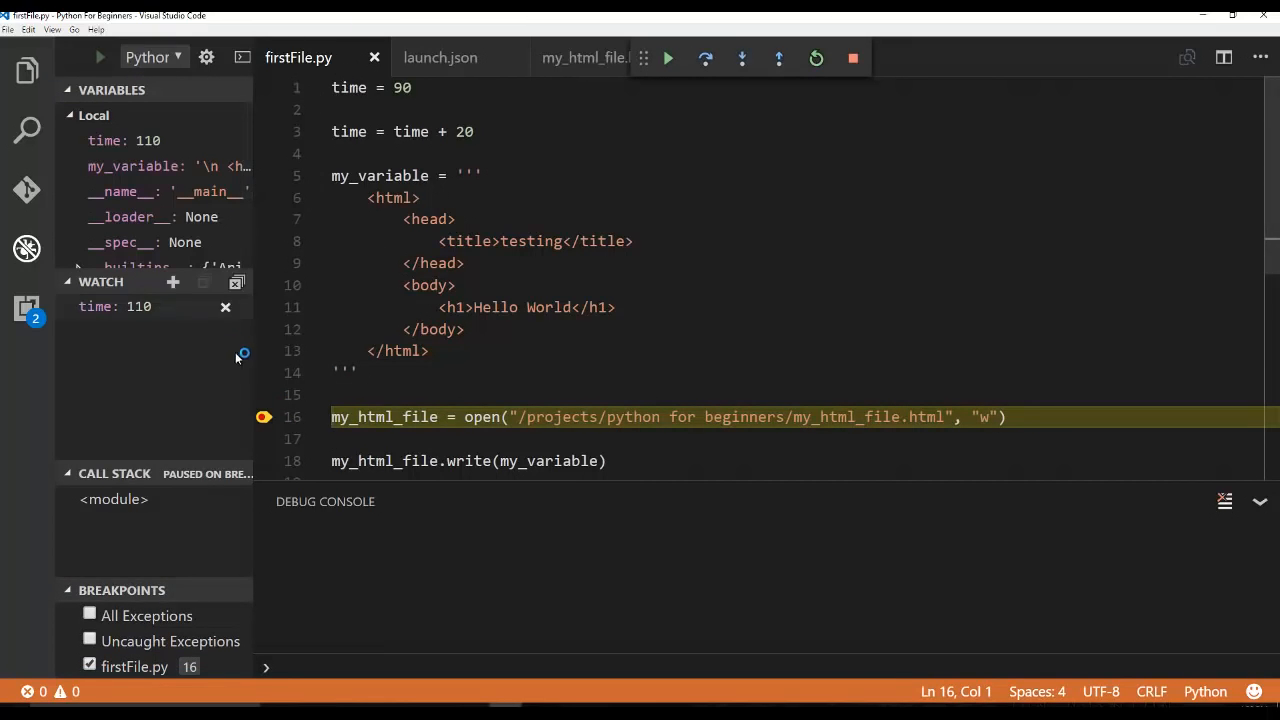 firstFile.py - Python For Beginners - Visual Studio Code
File Edit View Go Help
Python
firstFile.py
launch.json
my_html_file.
VARIABLES
Local
time: 110
my_variable: '\n <h…
__name__: '__main__'
__loader__: None
__spec__: None
WATCH
time: 110
CALL STACK PAUSED ON BRE…
<module>
BREAKPOINTS
All Exceptions
Uncaught Exceptions
firstFile.py 16
2
1 time = 90
2
3 time = time + 20
4
5 my_variable = '''
6 <html>
7 <head>
8 <title>testing</title>
9 </head>
10 <body>
11 <h1>Hello World</h1>
12 </body>
13 </html>
14 '''
15
16 my_html_file = open("/projects/python for beginners/my_html_file.html", "w")
17
18 my_html_file.write(my_variable)
DEBUG CONSOLE
0 0
Ln 16, Col 1 Spaces: 4 UTF-8 CRLF Python